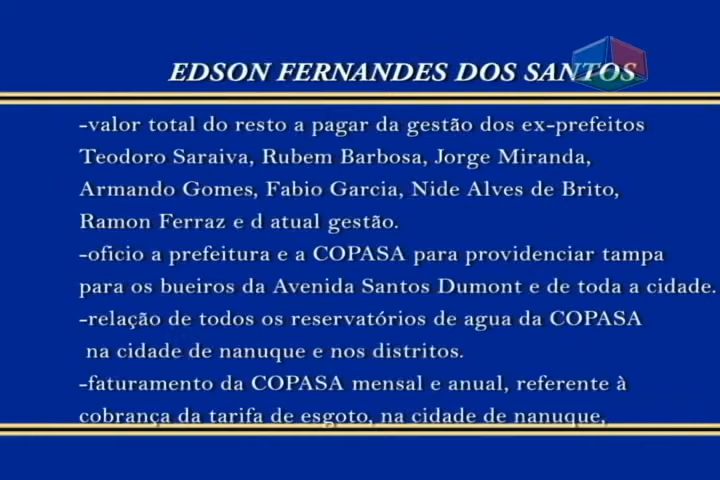 EDSON FERNANDES DOS SANTOS
-valor total do resto a pagar da gestão dos ex-prefeitos
Teodoro Saraiva, Rubem Barbosa, Jorge Miranda,
Armando Gomes, Fabio Garcia, Nide Alves de Brito,
Ramon Ferraz e d atual gestão.
-oficio a prefeitura e a COPASA para providenciar tampa
para os bueiros da Avenida Santos Dumont e de toda a cidade.
-relação de todos os reservatórios de agua da COPASA
na cidade de nanuque e nos distritos.
-faturamento da COPASA mensal e anual, referente à
cobrança da tarifa de esgoto, na cidade de nanuque,